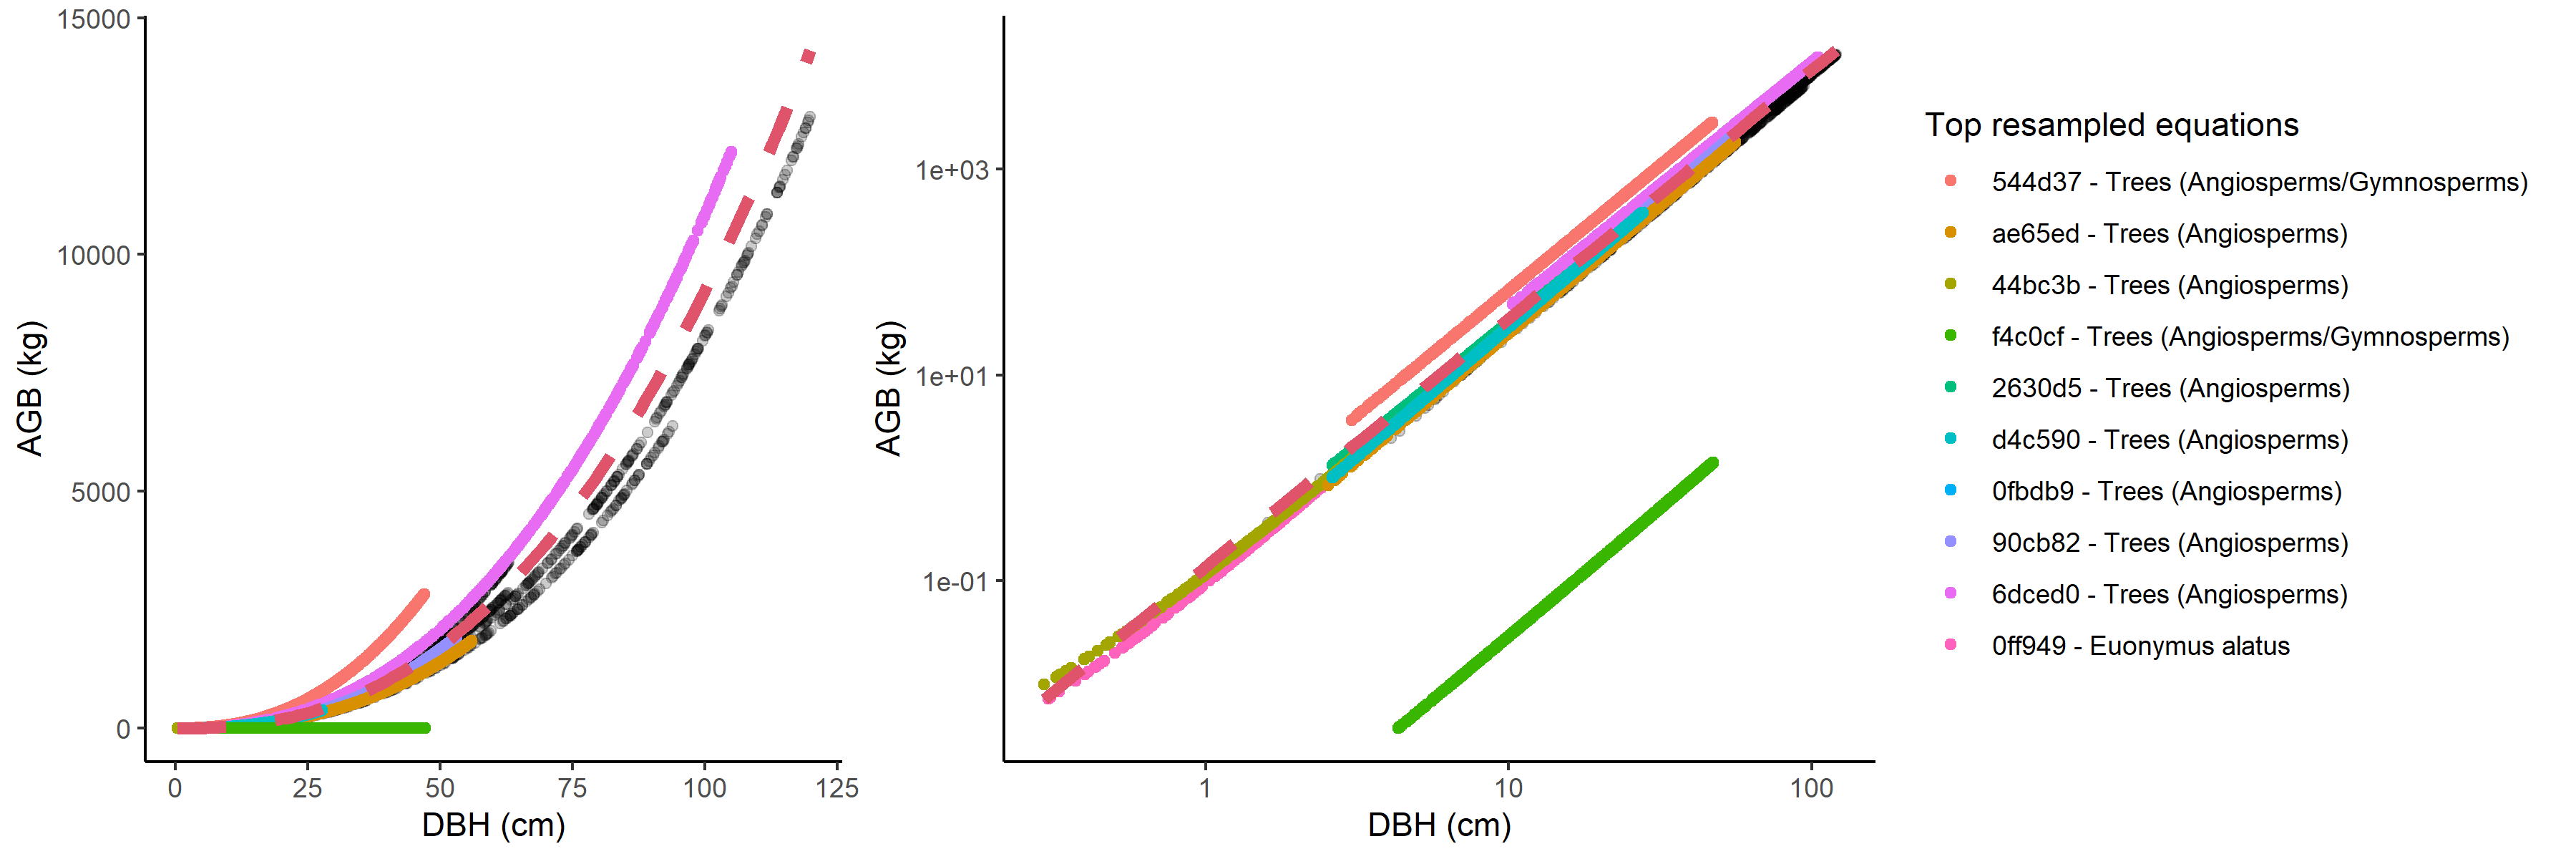 15000
10000
5000
0
AGB (kg)
0 25 50 75 100 125
DBH (cm)
1e+03
1e+01
1e-01
AGB (kg)
1 10 100
DBH (cm)
Top resampled equations
544d37 - Trees (Angiosperms/Gymnosperms)
ae65ed - Trees (Angiosperms)
44bc3b - Trees (Angiosperms)
f4c0cf - Trees (Angiosperms/Gymnosperms)
2630d5 - Trees (Angiosperms)
d4c590 - Trees (Angiosperms)
0fbdb9 - Trees (Angiosperms)
90cb82 - Trees (Angiosperms)
6dced0 - Trees (Angiosperms)
0ff949 - Euonymus alatus